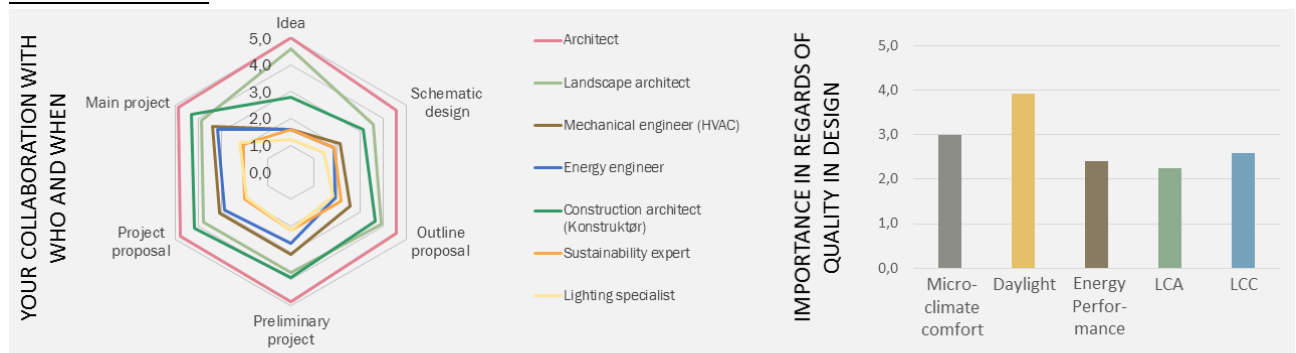 YOUR COLLABORATION WITH
WHO AND WHEN
Idea
5,0
4,0
3,0
2,0
1,0
0,0
Schematic
design
Outline
proposal
Preliminary
project
Project
proposal
Main project
Architect
Landscape architect
Mechanical engineer (HVAC)
Energy engineer
Construction architect
(Konstruktør)
Sustainability expert
Lighting specialist
IMPORTANCE IN REGARDS OF
QUALITY IN DESIGN
5,0
4,0
3,0
2,0
1,0
0,0
Micro-
climate
comfort
Daylight
Energy
Perfor-
mance
LCA
LCC